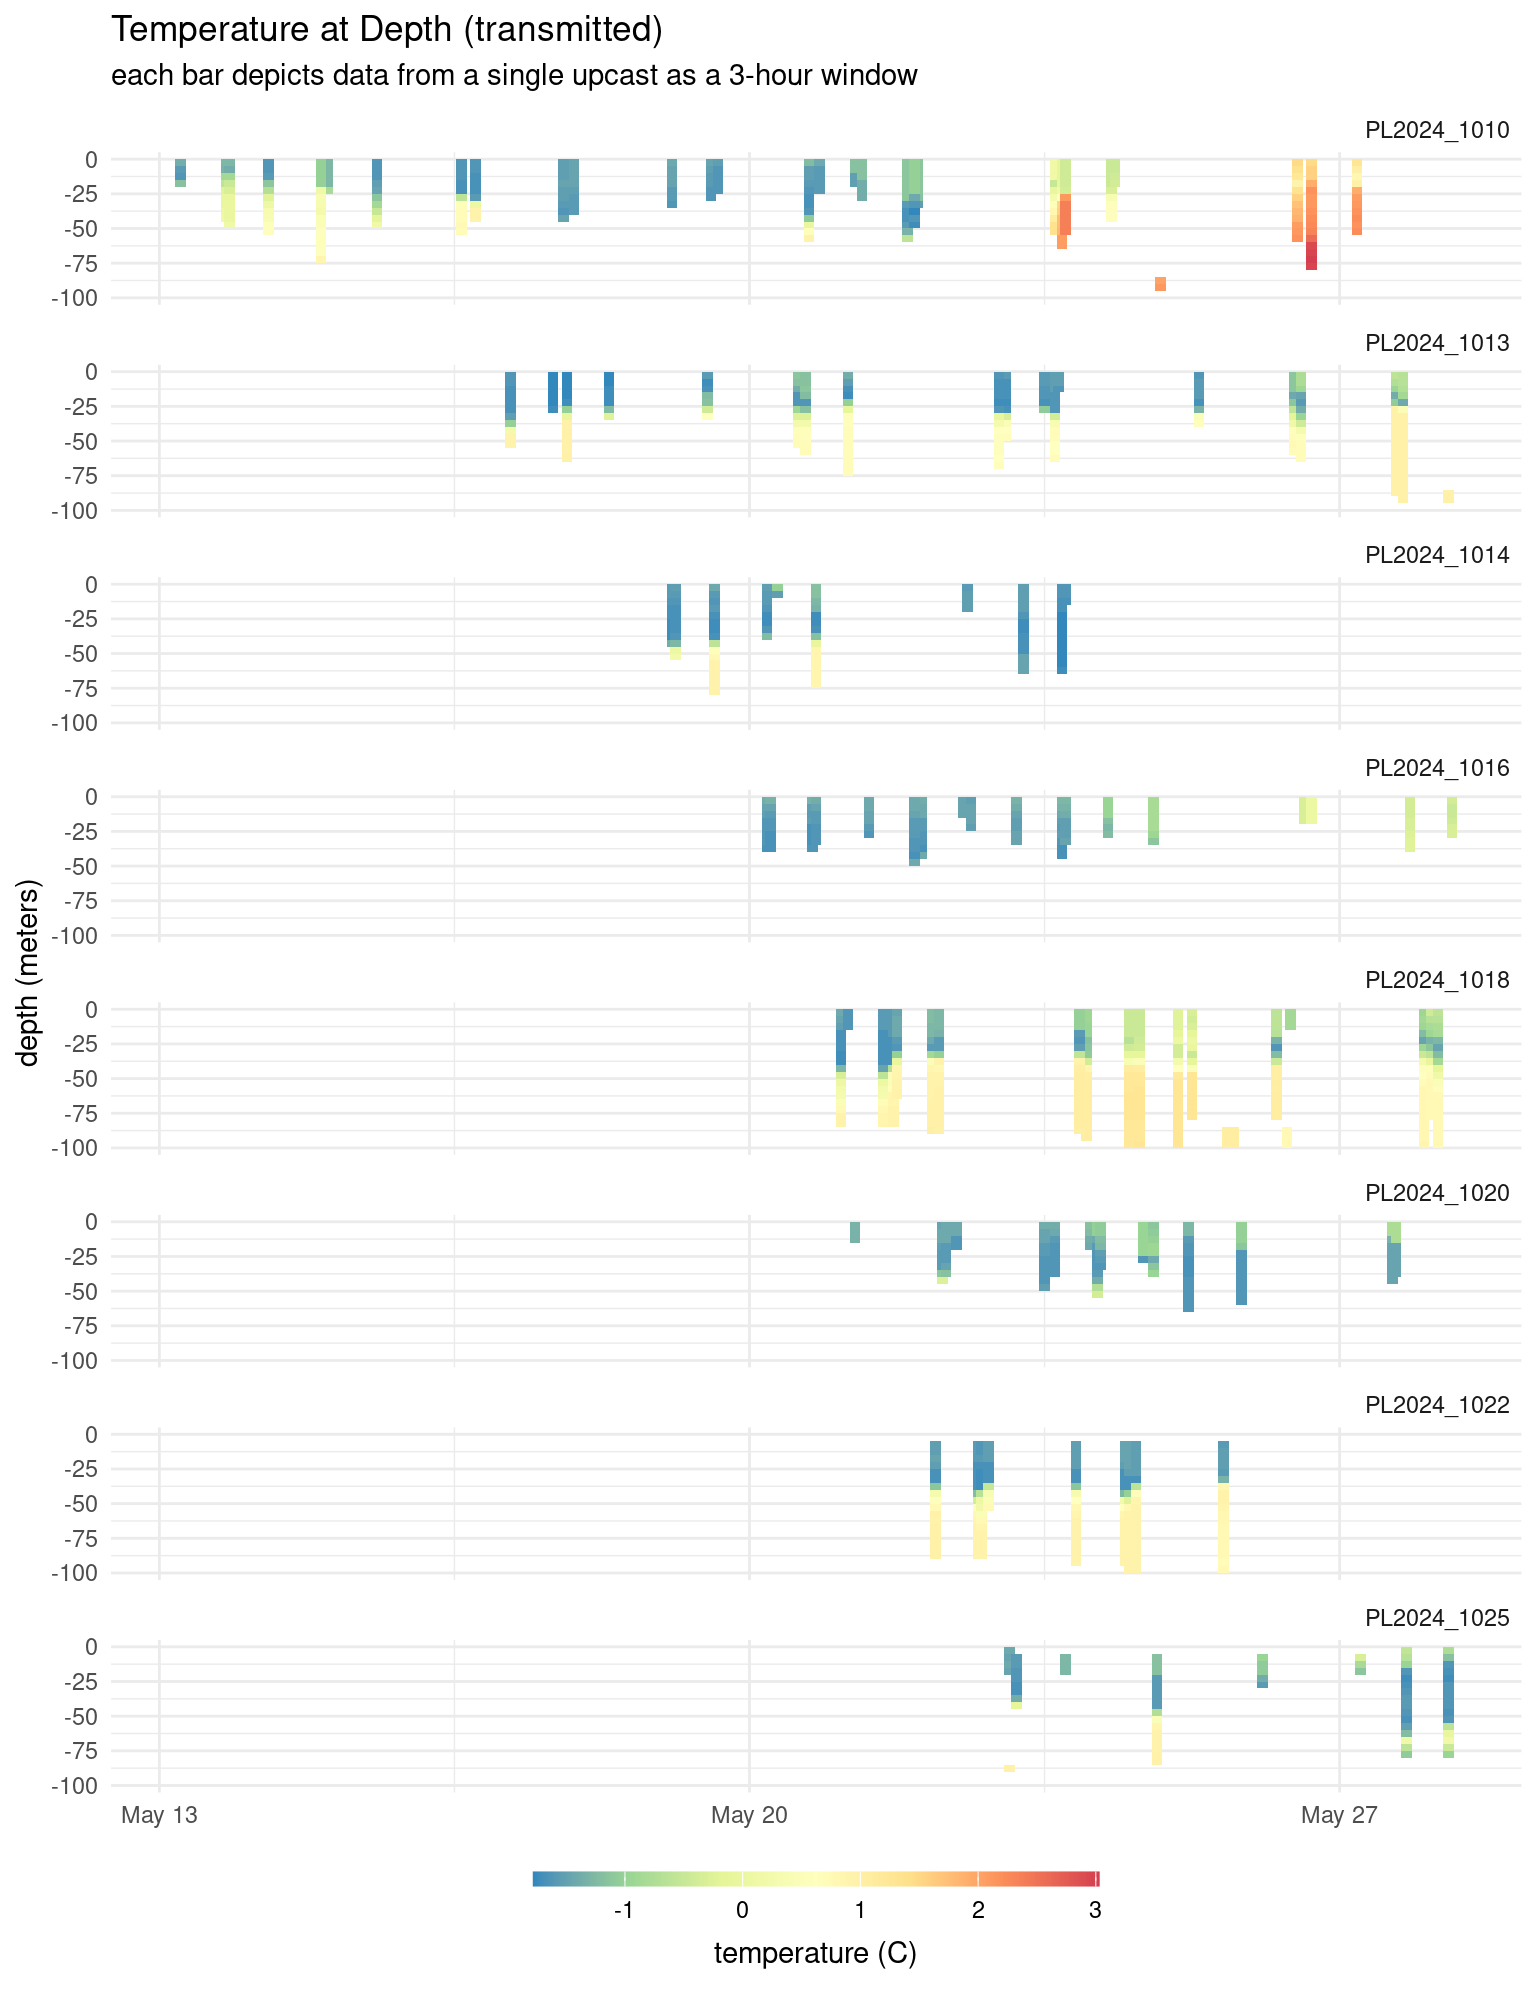 Temperature at Depth (transmitted)
each bar depicts data from a single upcast as a 3-hour window
PL2024_1010
0
-25
-50
-75
-100
PL2024_1013
0
-25
-50
-75
-100
PL2024_1014
0
-25
-50
-75
-100
PL2024_1016
0
-25
-50
-75
-100
depth (meters)
PL2024_1018
0
-25
-50
-75
-100
PL2024_1020
0
-25
-50
-75
-100
PL2024_1022
0
-25
-50
-75
-100
PL2024_1025
0
-25
-50
-75
-100
May 13 May 20 May 27
-1 0 1 2 3
temperature (C)